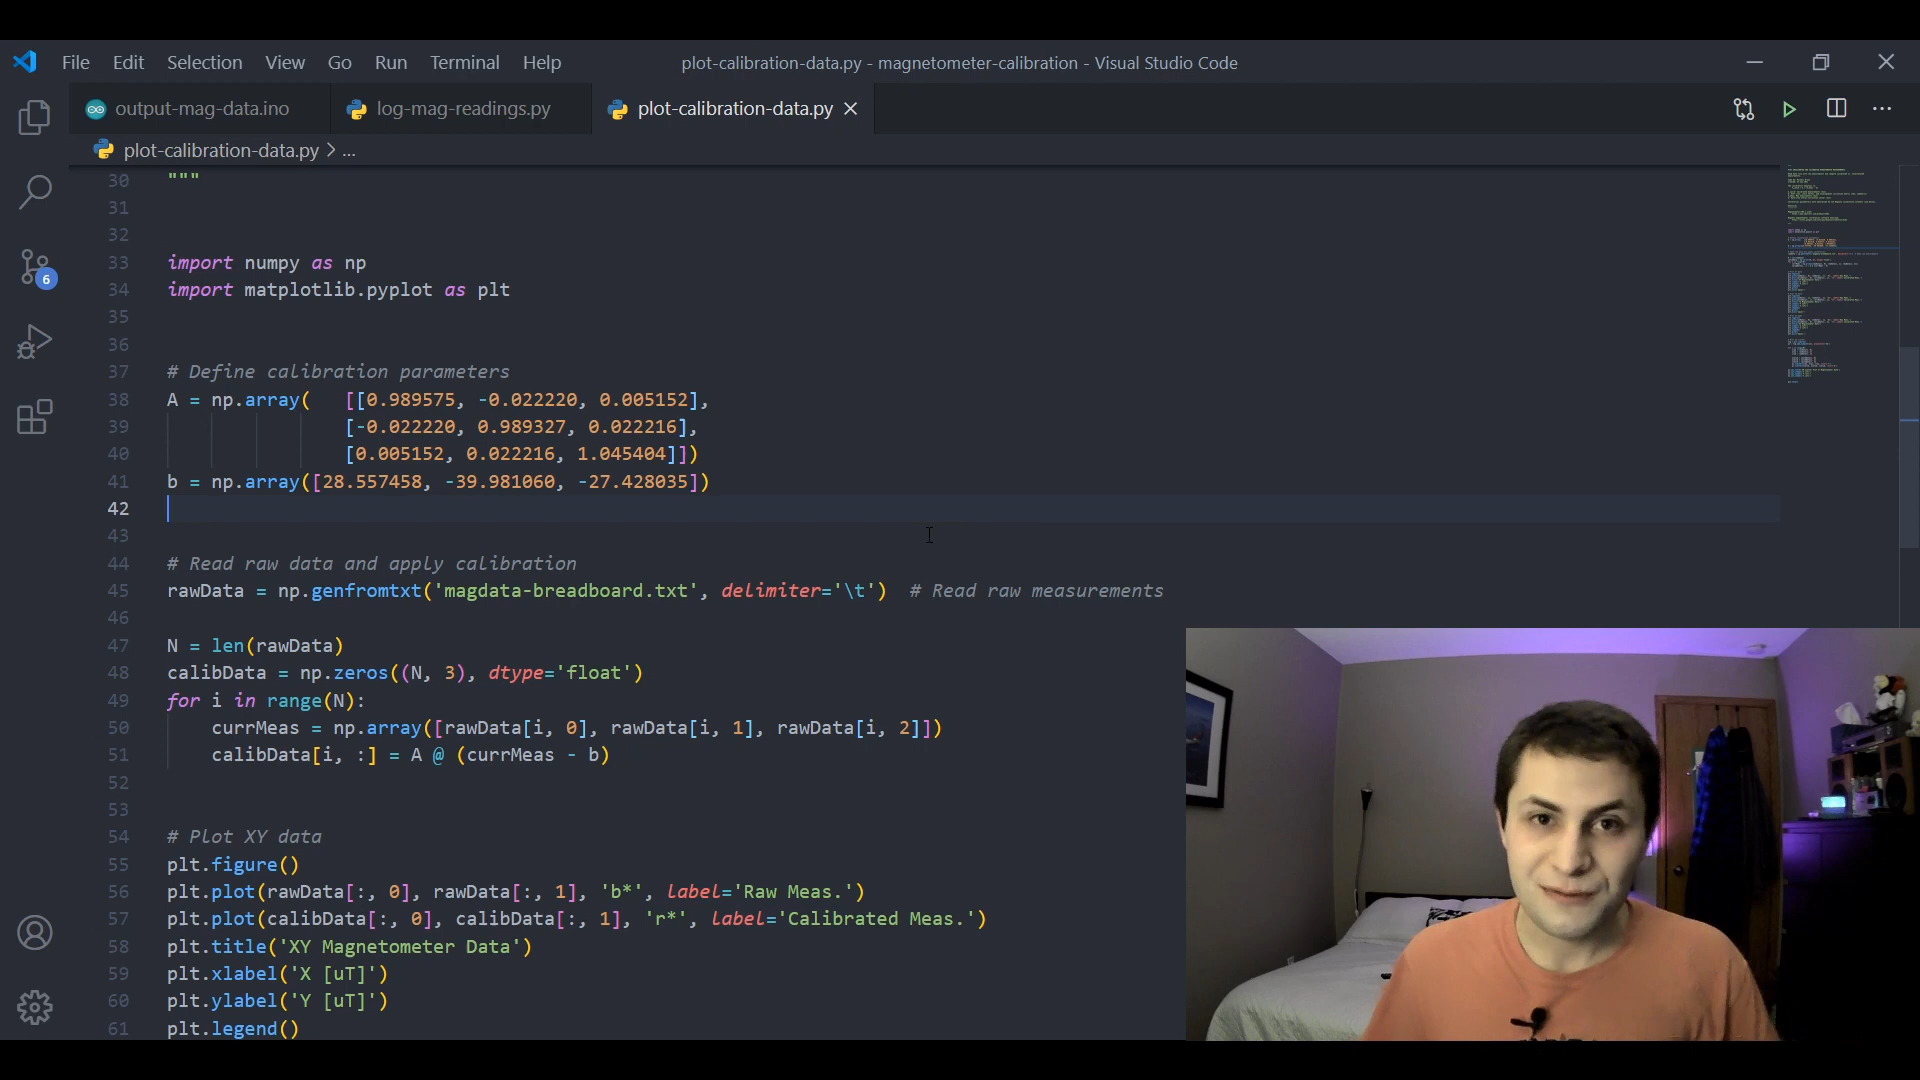 File Edit Selection View Go Run Terminal Help plot-calibration-data.py - magnetometer-calibration - Visual Studio Code
output-mag-data.ino log-mag-readings.py plot-calibration-data.py
plot-calibration-data.py > ...
30 """
31
32
33 import numpy as np
34 import matplotlib.pyplot as plt
35
36
37 # Define calibration parameters
38 A = np.array( [[0.989575, -0.022220, 0.005152],
39 [-0.022220, 0.989327, 0.022216],
40 [0.005152, 0.022216, 1.045404]])
41 b = np.array([28.557458, -39.981060, -27.428035])
42
43
44 # Read raw data and apply calibration
45 rawData = np.genfromtxt('magdata-breadboard.txt', delimiter='\t') # Read raw measurements
46
47 N = len(rawData)
48 calibData = np.zeros((N, 3), dtype='float')
49 for i in range(N):
50 currMeas = np.array([rawData[i, 0], rawData[i, 1], rawData[i, 2]])
51 calibData[i, :] = A @ (currMeas - b)
52
53
54 # Plot XY data
55 plt.figure()
56 plt.plot(rawData[:, 0], rawData[:, 1], 'b*', label='Raw Meas.')
57 plt.plot(calibData[:, 0], calibData[:, 1], 'r*', label='Calibrated Meas.')
58 plt.title('XY Magnetometer Data')
59 plt.xlabel('X [uT]')
60 plt.ylabel('Y [uT]')
61 plt.legend()
6